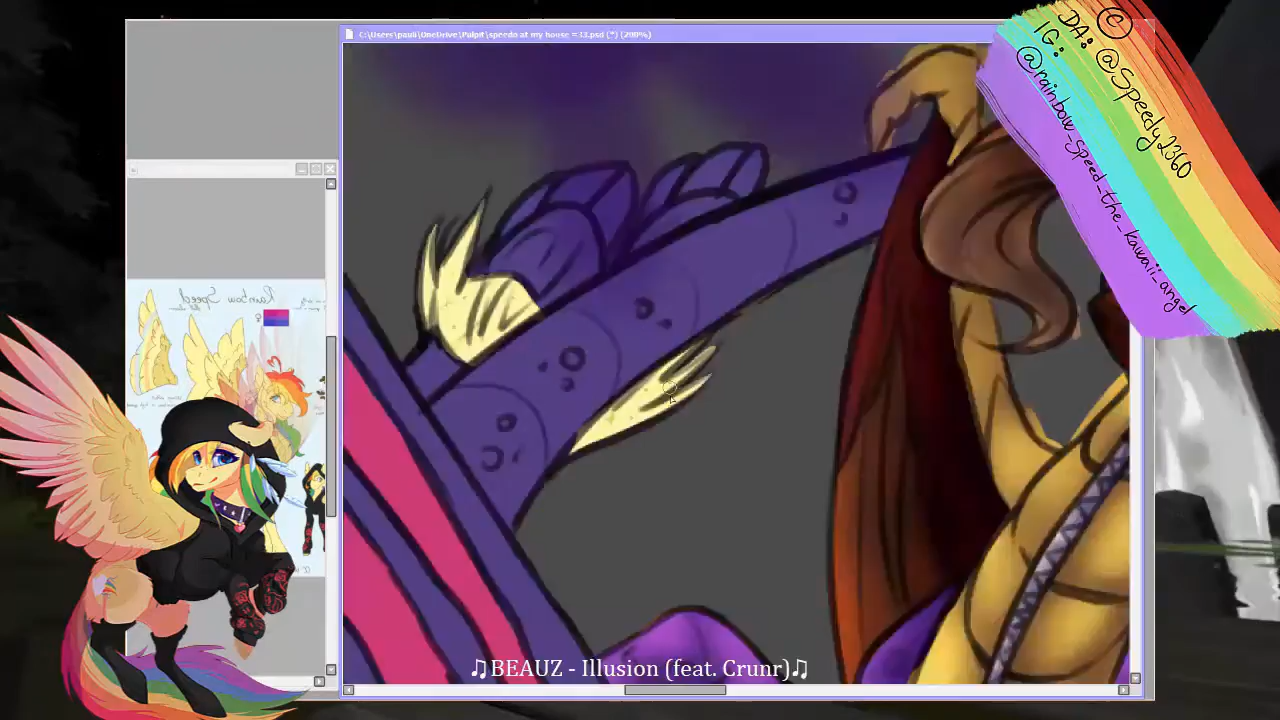 C:\Users\pauli\OneDrive\Pulpit\speedo at my house =33.psd (*) (200%)
©
DA: @Speedy2360
IG:
@rainbow_speed_the_kawaii_angel
Rainbow Speed
♫BEAUZ - Illusion (feat. Crunr)♫